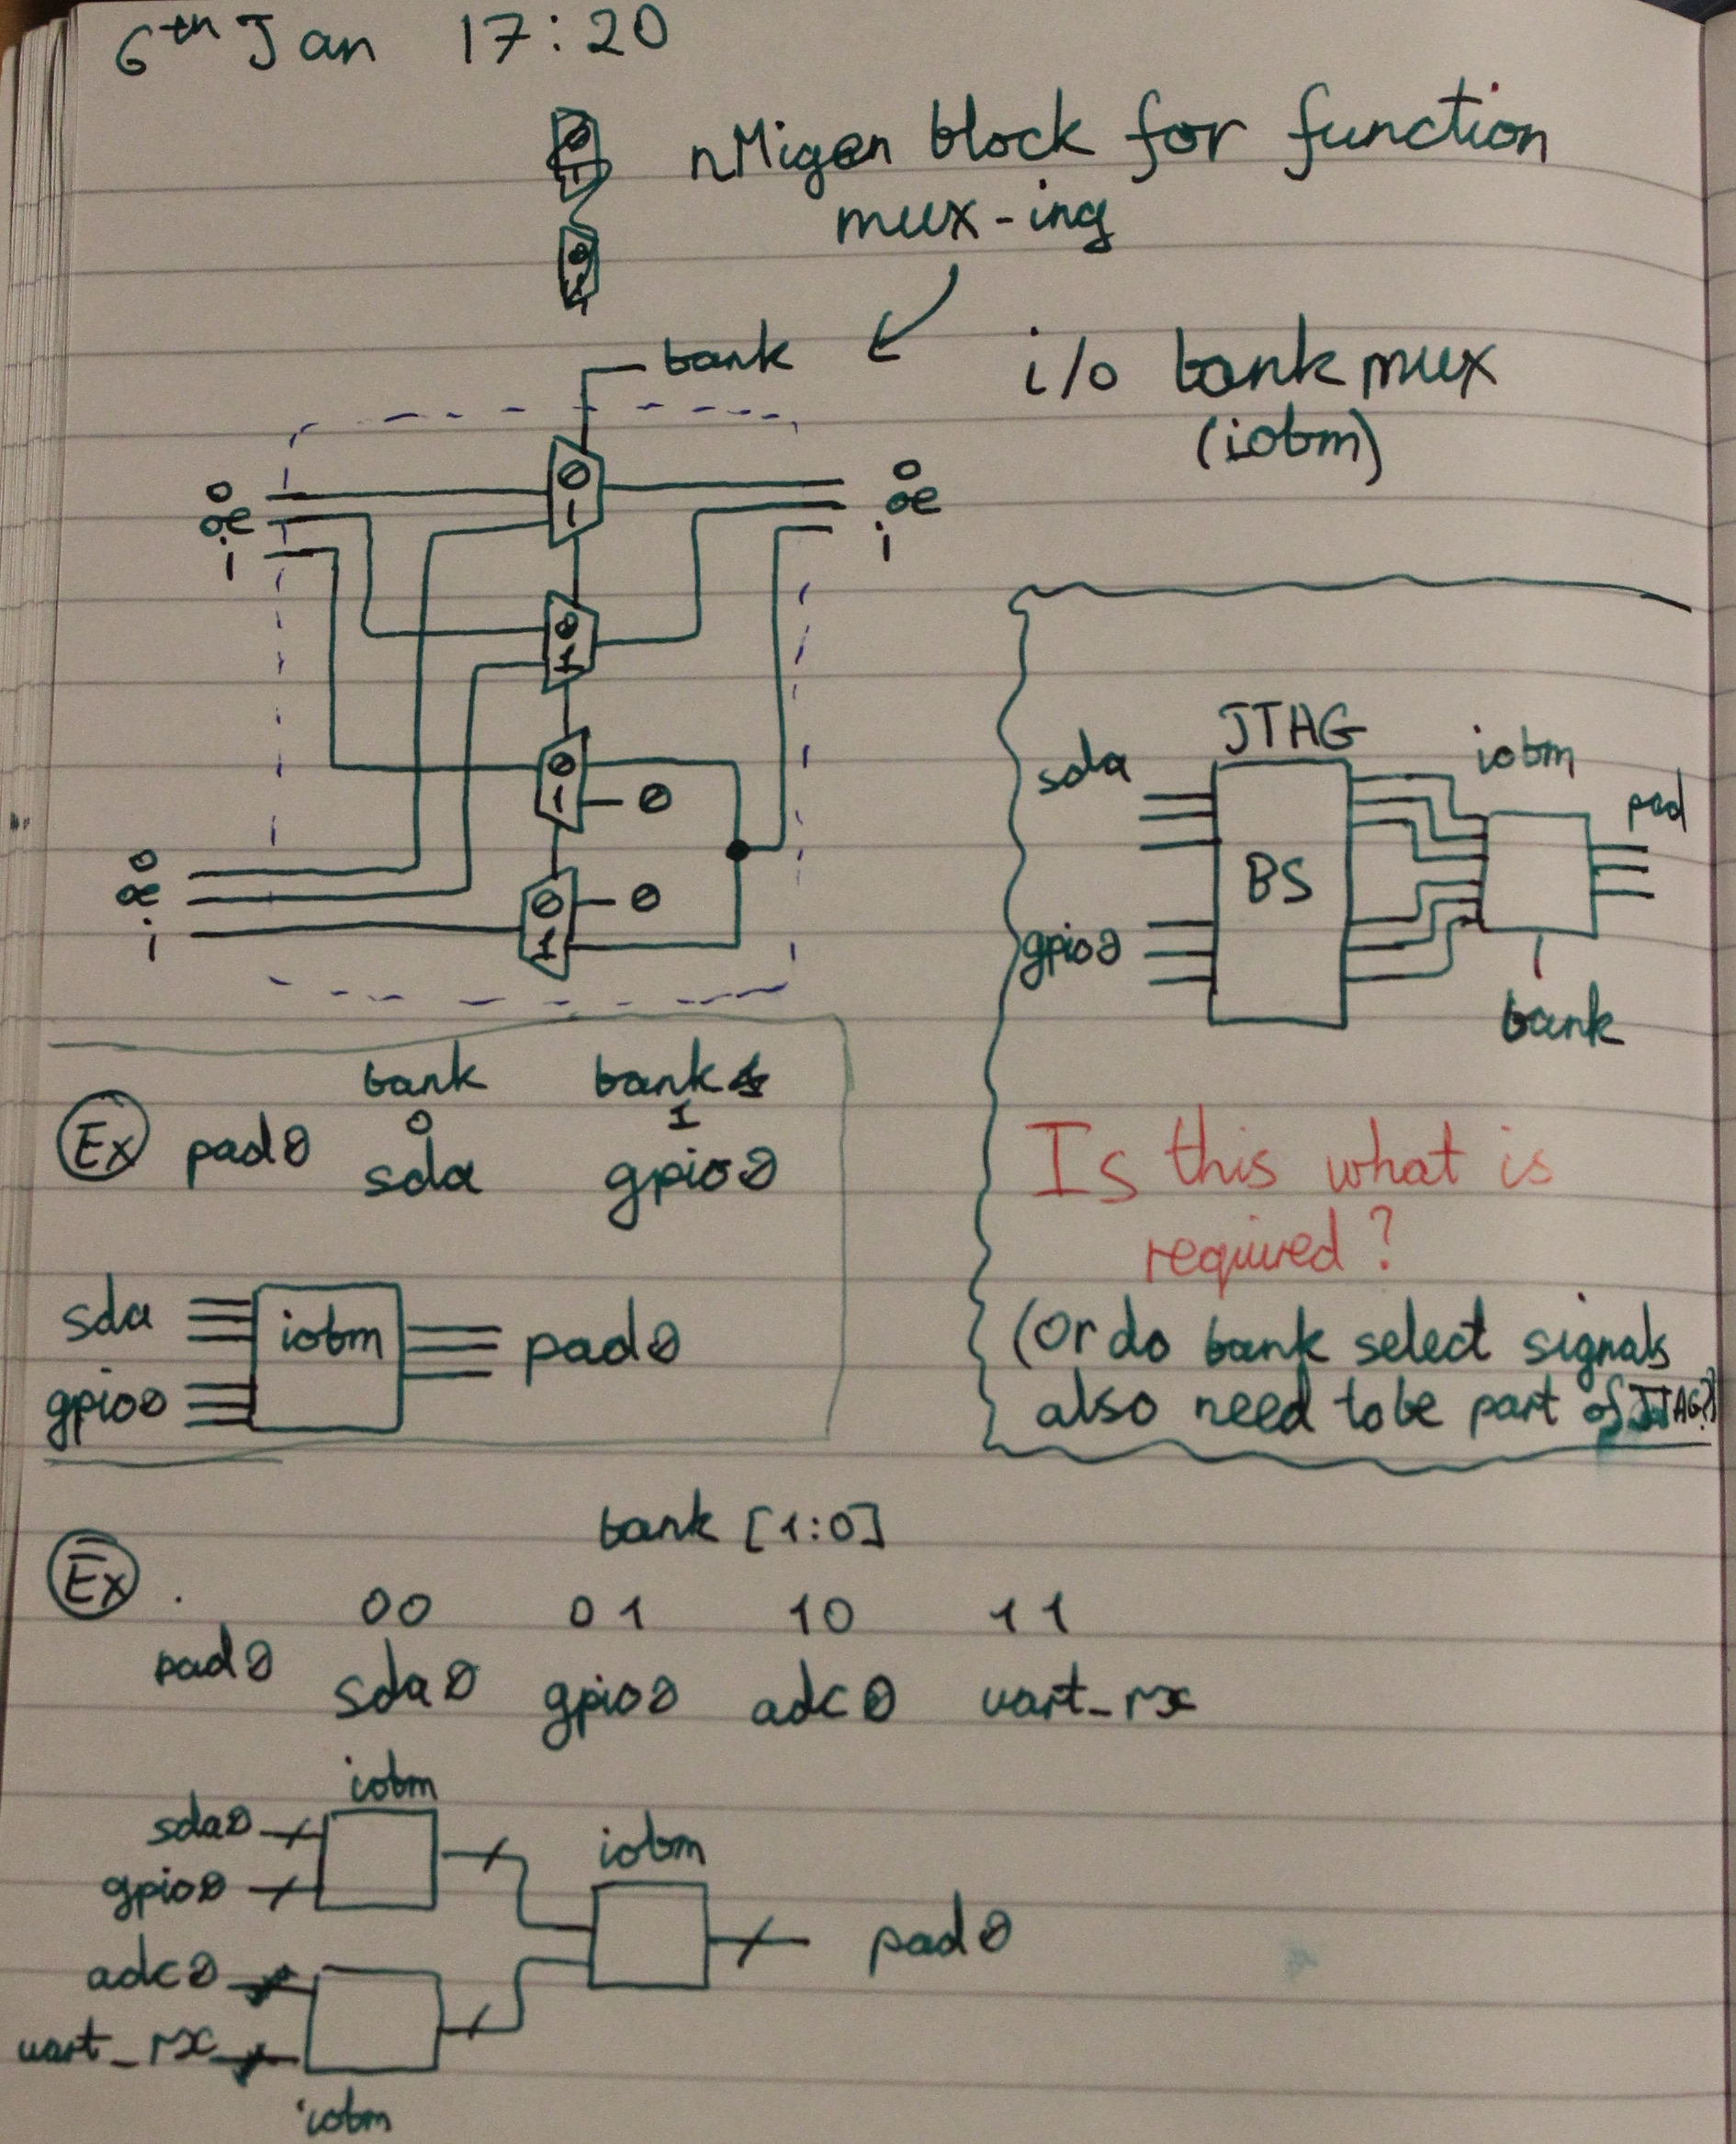 6th Jan 17:20
nMigen block for function
mux-ing
0
1
0
1
bank
i/o bank mux
(iobm)
o
oe
i
0
1
o
oe
i
0
1
0
1
0
o
oe
i
0
1
0
JTAG
iobm
sda
pad
BS
gpio0
bank
Is this what is
required?
(Or do bank select signals
also need to be part of JTAG?)
Ex
bank
0
bank
1
pad0
sda
gpio0
sda
iobm
pad0
gpio0
bank [1:0]
Ex
00 01 10 11
pad0
sda0 gpio0 adc0 uart_rx
iobm
sda0
iobm
gpio0
pad0
adc0
uart_rx
iobm